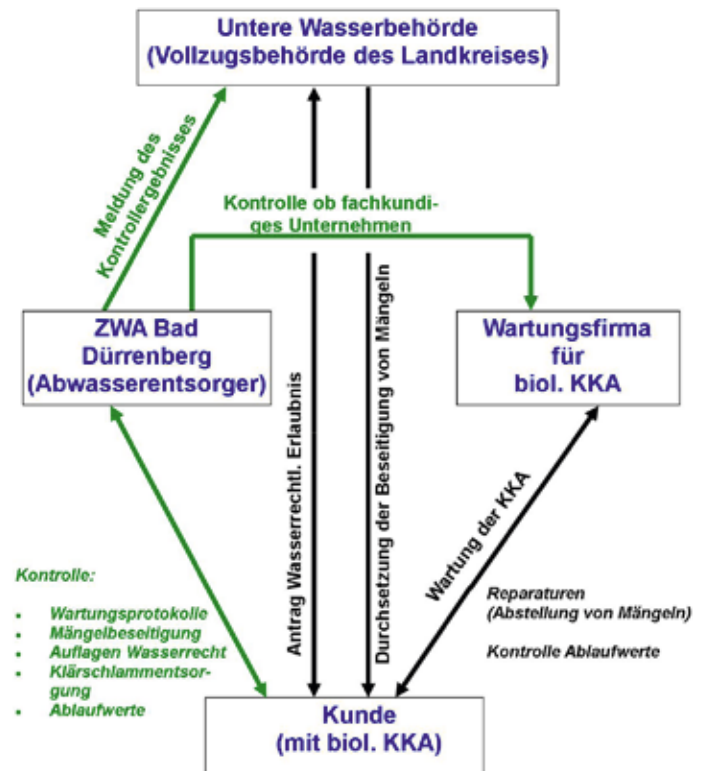 Untere Wasserbehörde
(Vollzugsbehörde des Landkreises)
Meldung des
Kontrollergebnisses
Kontrolle ob fachkundi-
ges Unternehmen
ZWA Bad
Dürrenberg
(Abwasserentsorger)
Wartungsfirma
für
biol. KKA
Antrag Wasserrechtl. Erlaubnis
Durchsetzung der Beseitigung von Mängeln
Wartung der KKA
Kontrolle:
• Wartungsprotokolle
• Mängelbeseitigung
• Auflagen Wasserrecht
• Klärschlammentsor-
gung
• Ablaufwerte
Reparaturen
(Abstellung von Mängeln)
Kontrolle Ablaufwerte
Kunde
(mit biol. KKA)